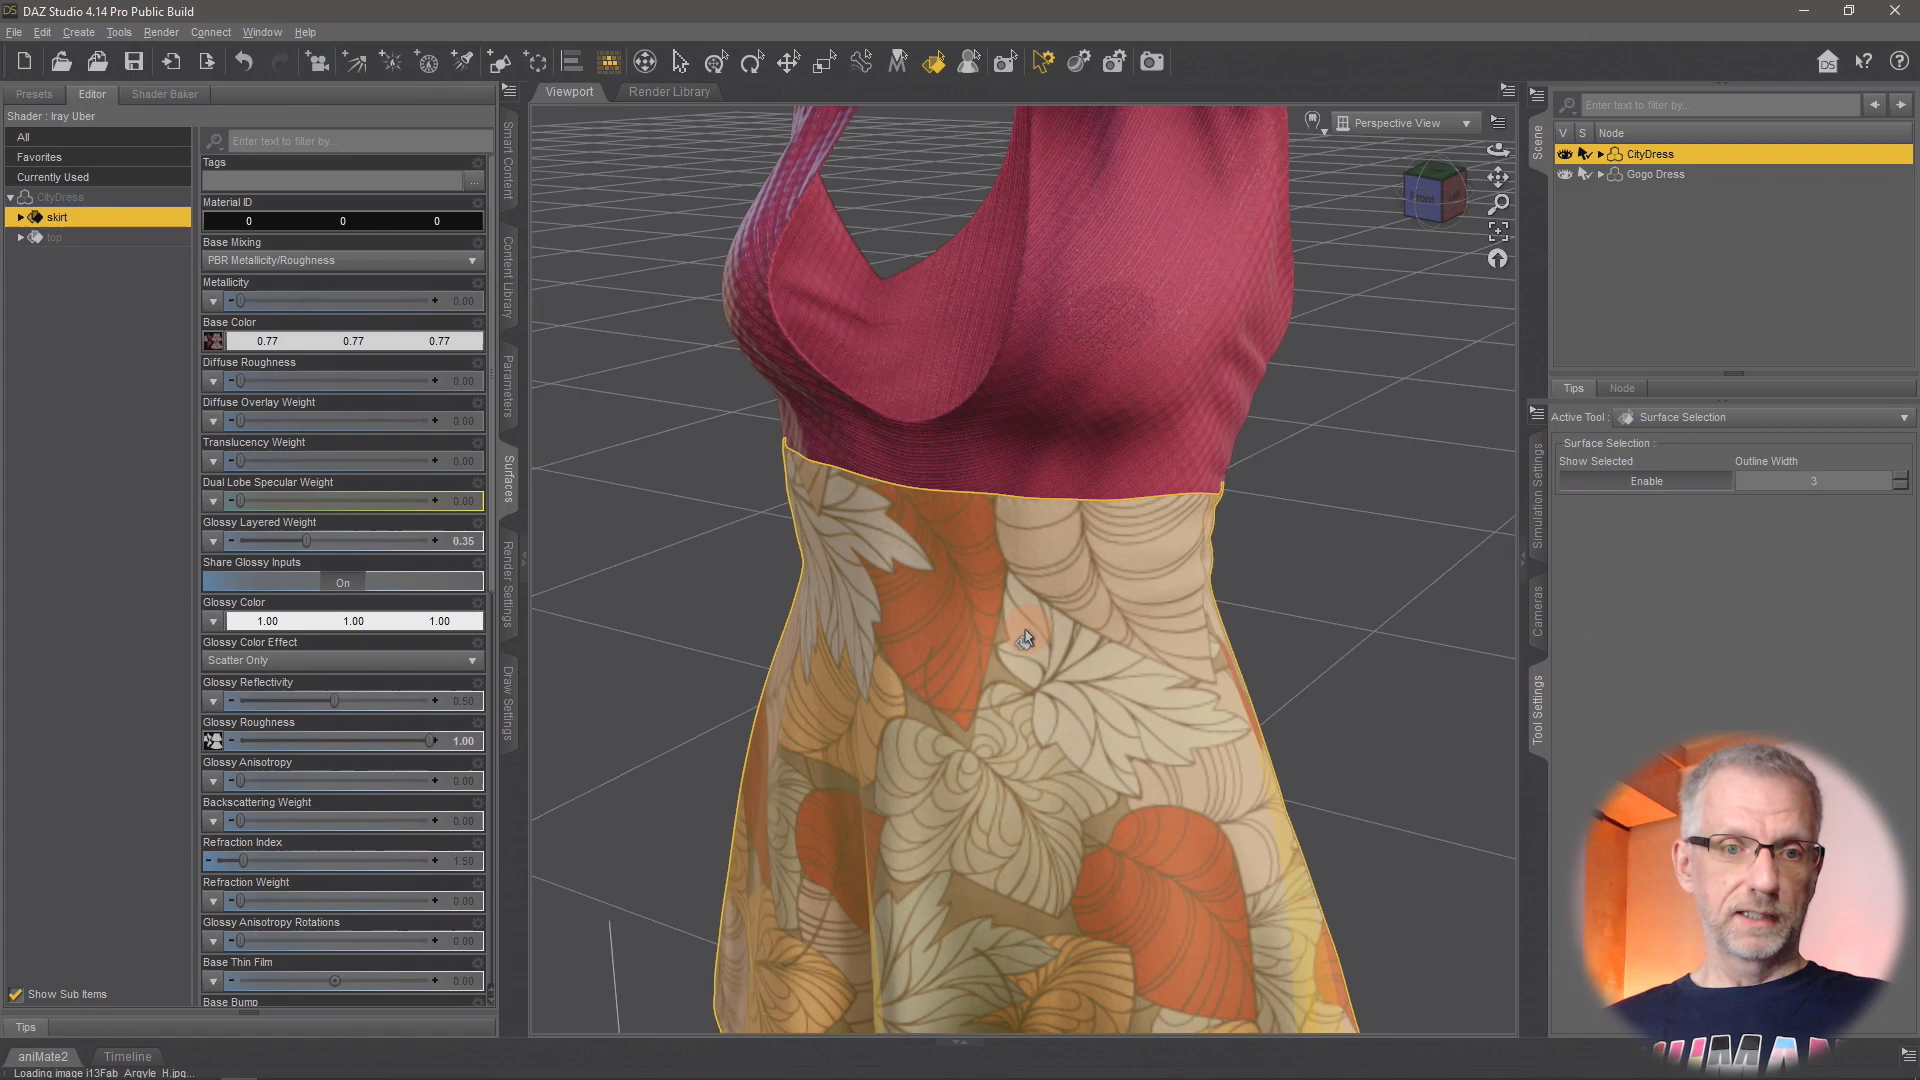 DAZ Studio 4.14 Pro Public Build
File Edit Create Tools Render Connect Window Help
Presets Editor Shader Baker
Shader : Iray Uber
All
Favorites
Currently Used
CityDress
skirt
top
Show Sub Items
Tips
Enter text to filter by...
Tags
...
Material ID
0 0 0
Base Mixing
PBR Metallicity/Roughness
Metallicity
0.00
Base Color
0.77 0.77 0.77
Diffuse Roughness
0.00
Diffuse Overlay Weight
0.00
Translucency Weight
0.00
Dual Lobe Specular Weight
0.00
Glossy Layered Weight
0.35
Share Glossy Inputs
On
Glossy Color
1.00 1.00 1.00
Glossy Color Effect
Scatter Only
Glossy Reflectivity
0.50
Glossy Roughness
1.00
Glossy Anisotropy
0.00
Backscattering Weight
0.00
Refraction Index
1.50
Refraction Weight
0.00
Glossy Anisotropy Rotations
0.00
Base Thin Film
0.00
Base Bump
Smart Content
Content Library
Parameters
Surfaces
Render Settings
Draw Settings
Viewport Render Library
Perspective View
Front
Scene
Enter text to filter by...
V S Node
CityDress
Gogo Dress
Tips Node
Active Tool : Surface Selection
Surface Selection :
Show Selected Outline Width
Enable 3
Simulation Settings
Cameras
Tool Settings
DS
aniMate2 Timeline
Loading image i13Fab_Argyle_H.jpg...